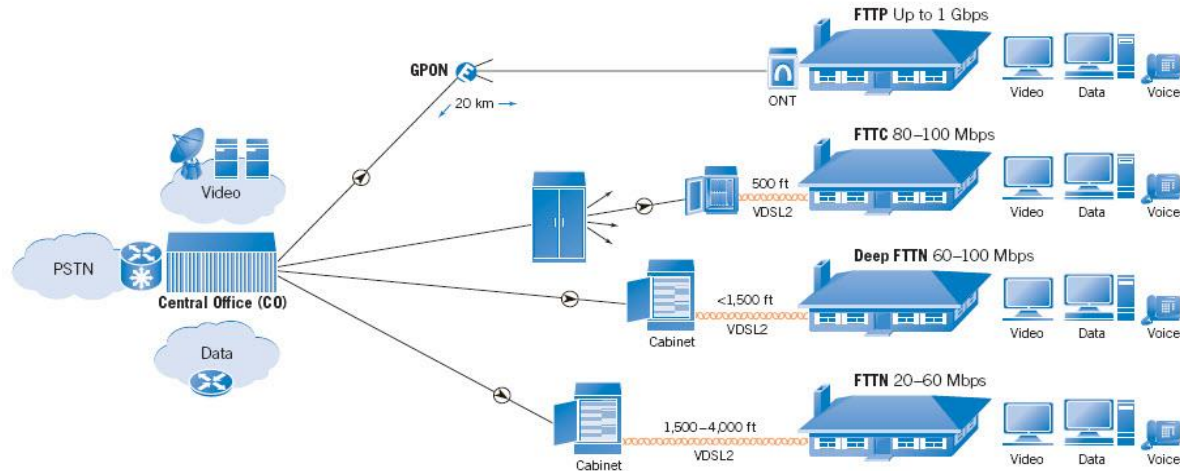 FTTP Up to 1 Gbps
GPON
20 km
ONT
Video
Data
Voice
FTTC 80–100 Mbps
Video
500 ft
VDSL2
Video
Data
Voice
PSTN
Central Office (CO)
Deep FTTN 60–100 Mbps
<1,500 ft
VDSL2
Cabinet
Video
Data
Voice
Data
FTTN 20–60 Mbps
1,500–4,000 ft
VDSL2
Cabinet
Video
Data
Voice